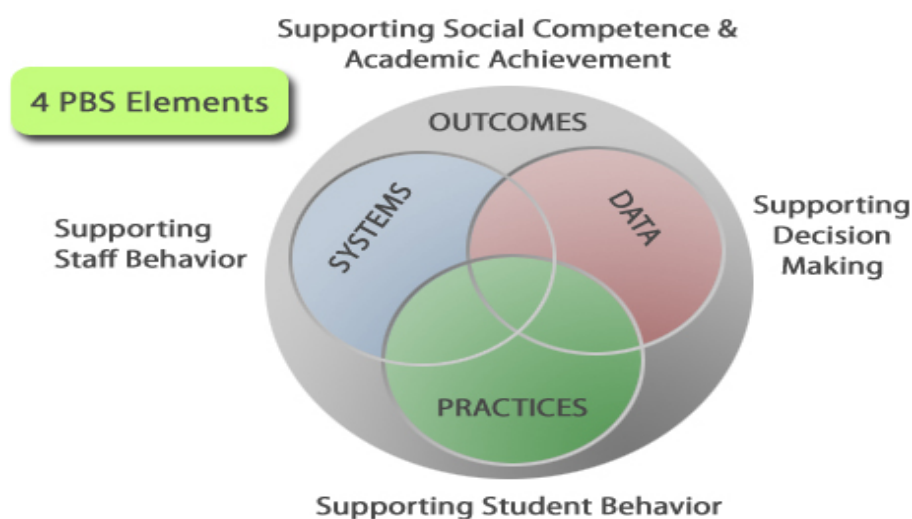 Supporting Social Competence &
Academic Achievement
4 PBS Elements
OUTCOMES
SYSTEMS
DATA
Supporting
Staff Behavior
Supporting
Decision
Making
PRACTICES
Supporting Student Behavior